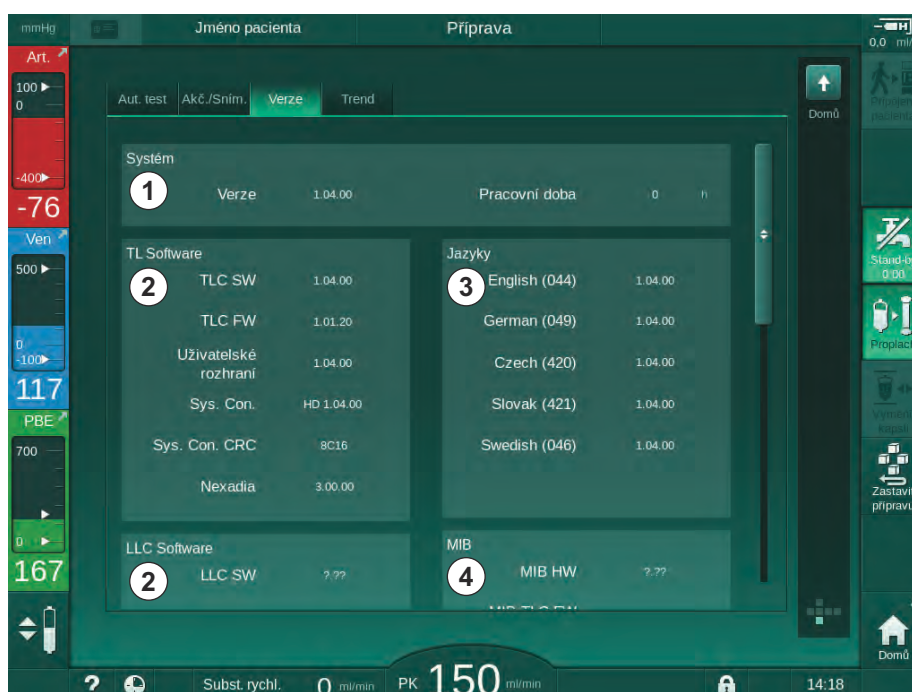 mmHg
Jméno pacienta
Příprava
0,0 ml/
Art.
100
0
-400
-76
Ven
500
0
-100
117
PBE
700
0
167
Aut. test
Akč./Sním.
Verze
Trend
Domů
Systém
1
Verze 1.04.00
Pracovní doba 0 h
TL Software
2
TLC SW 1.04.00
TLC FW 1.01.20
Uživatelské
rozhraní 1.04.00
Sys. Con. HD 1.04.00
Sys. Con. CRC 8C16
Nexadia 3.00.00
Jazyky
3
English (044) 1.04.00
German (049) 1.04.00
Czech (420) 1.04.00
Slovak (421) 1.04.00
Swedish (046) 1.04.00
LLC Software
2
LLC SW ?.??
MIB
4
MIB HW ?.??
Připojení
pacienta
Stand-by
0:00
Proplach
kapali
Zastavit
přípravu
Domů
?
Subst. rychl. 0 ml/min
PK 150 ml/min
14:18